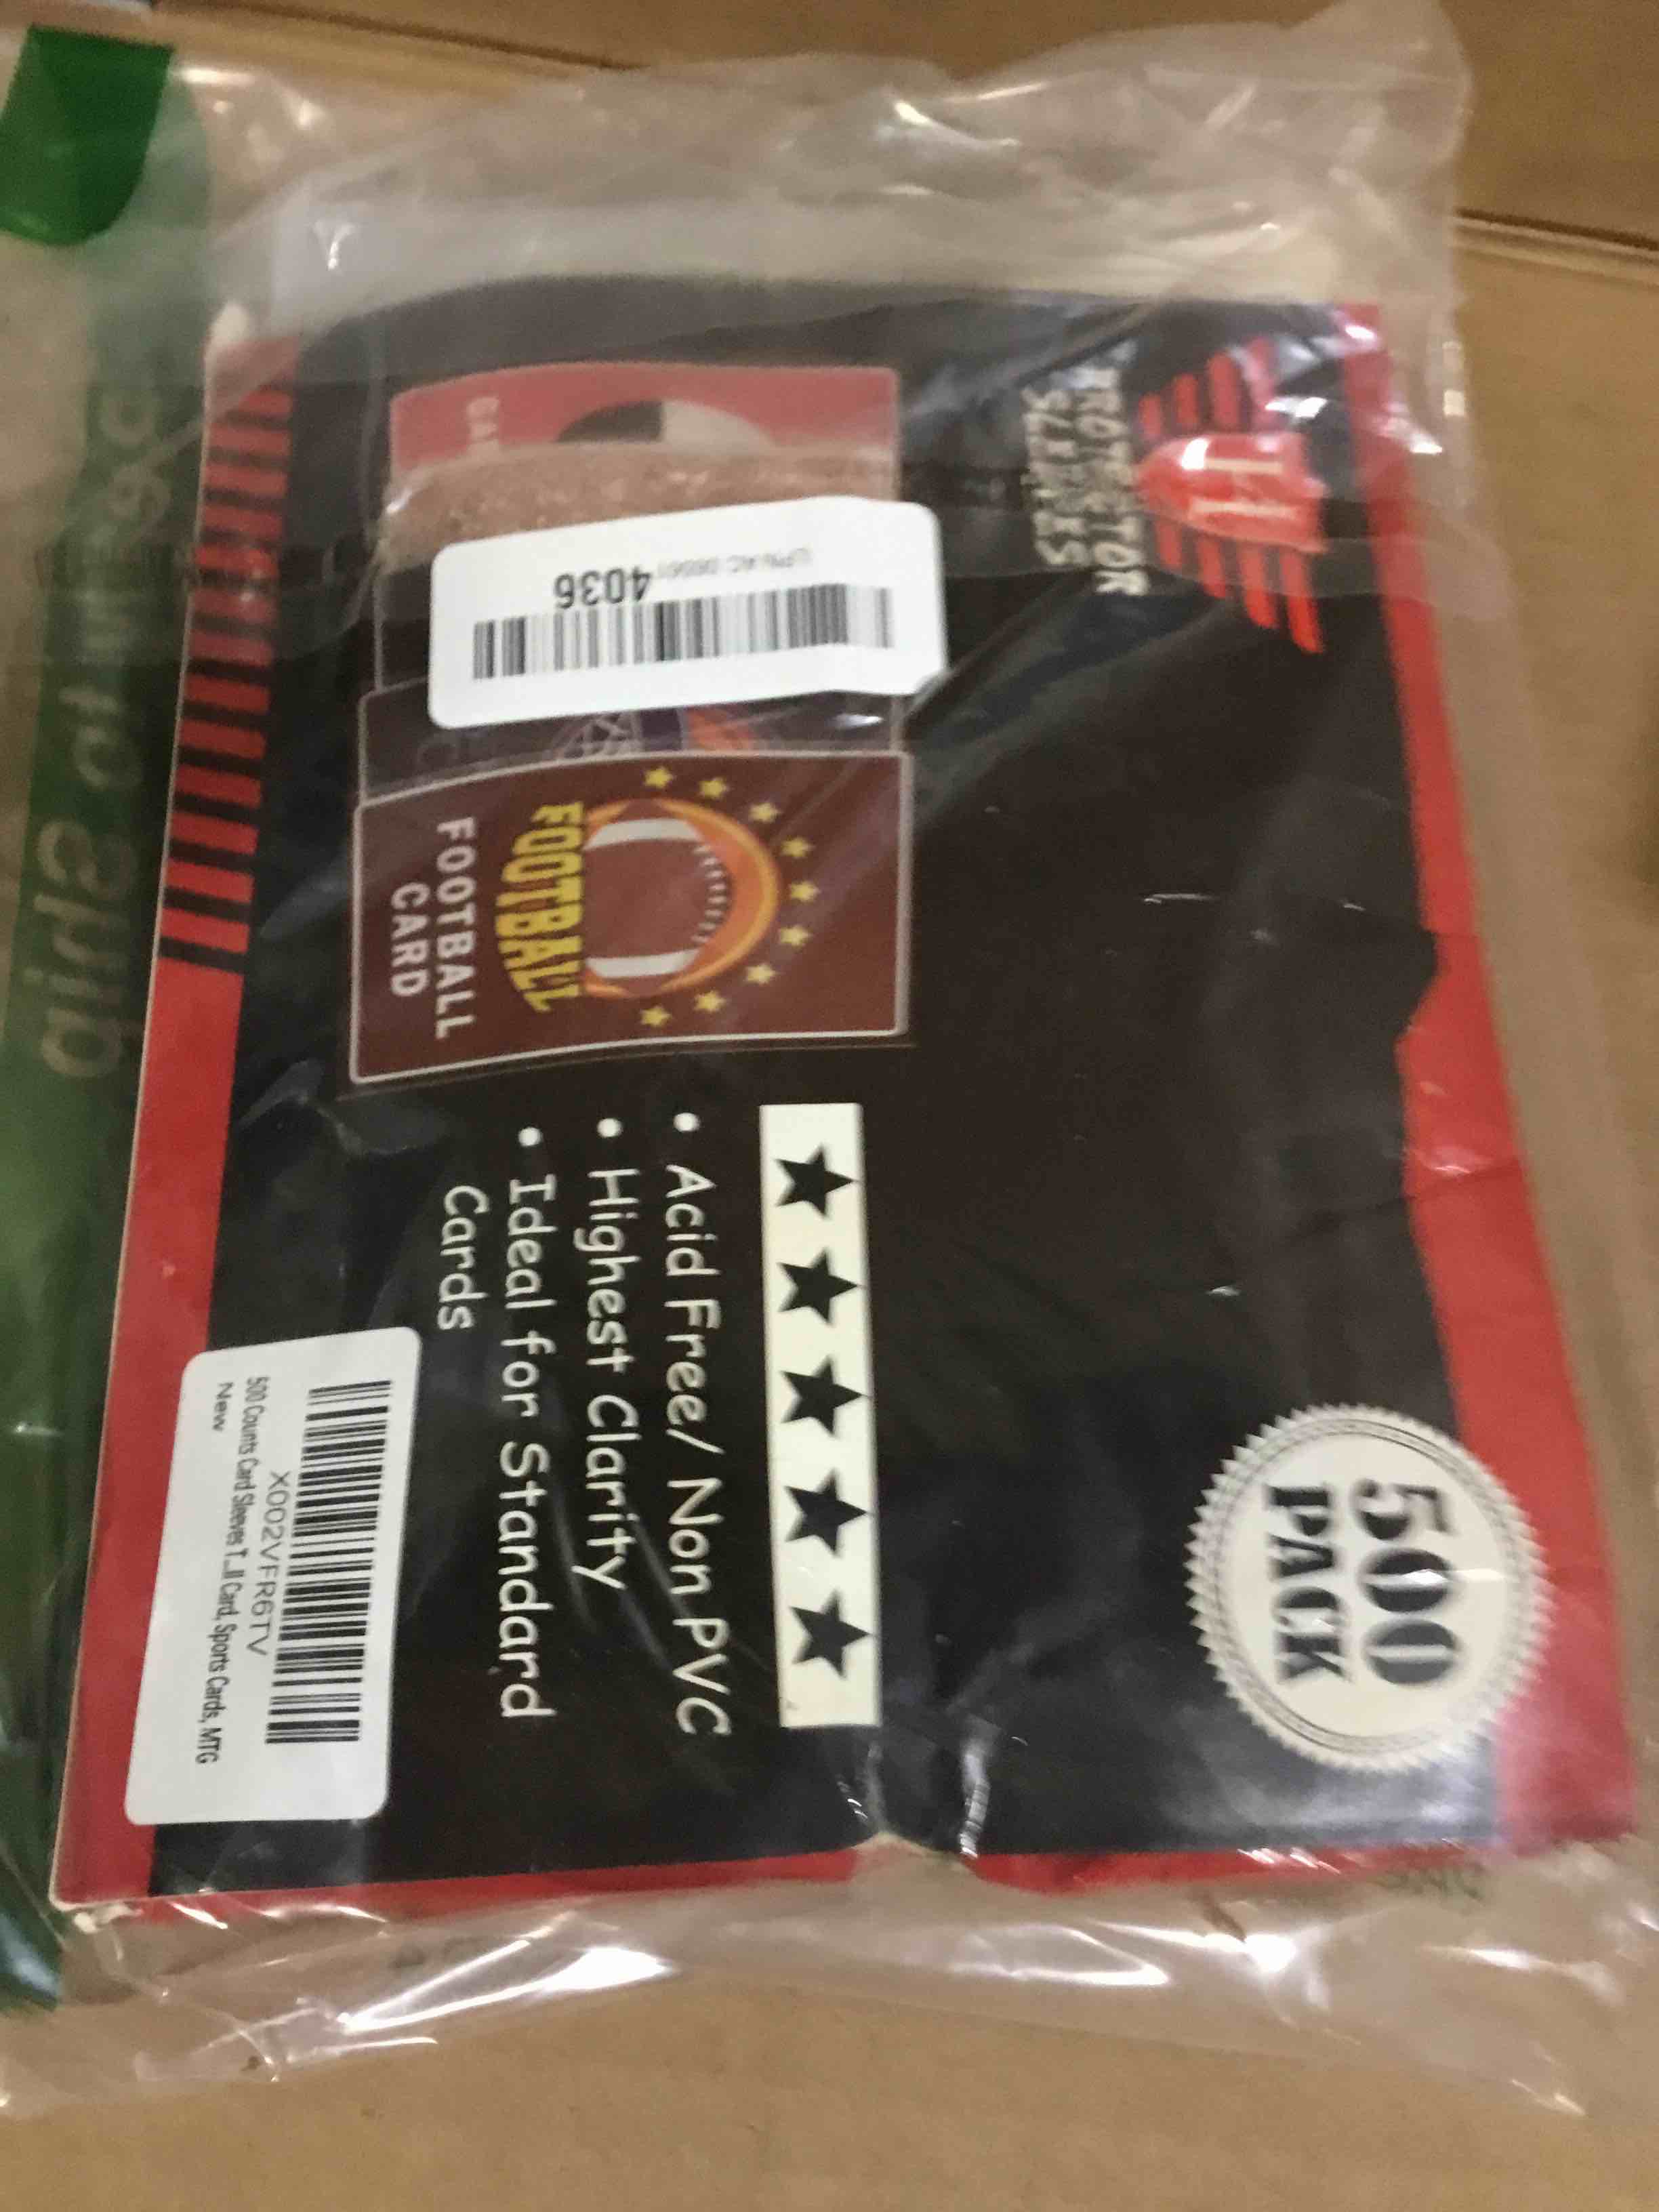 PROTECTOR
SLEEVES
500
PACK
4036
FOOTBALL
FOOTBALL
CARD
• Acid Free/ Non PVC
• Highest Clarity
• Ideal for Standard
Cards
X002VFR6TV
500 Counts Card Sleeves T...ll Card, Sports Cards, MTG
New